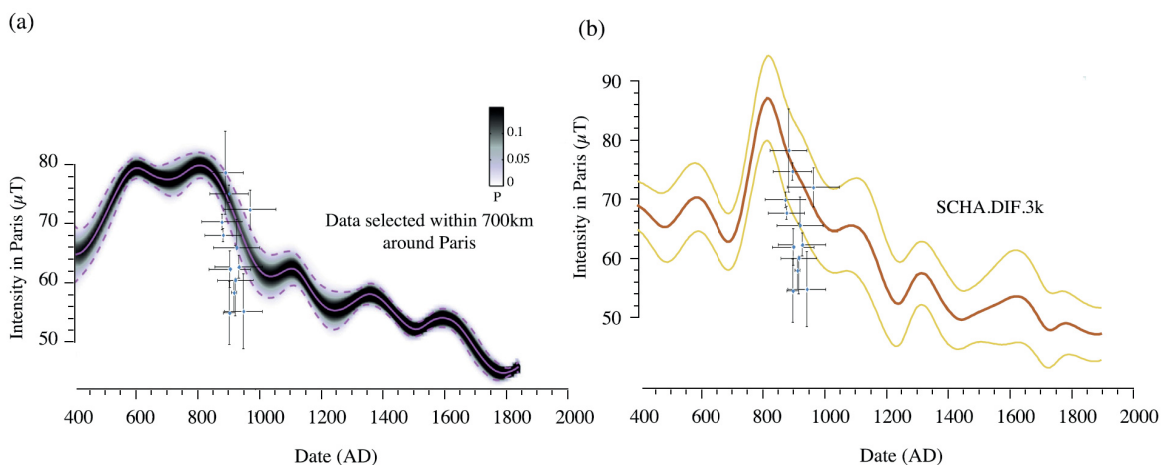 (a)
(b)
Intensity in Paris (μT)
80
70
60
50
0.1
0.05
0
P
Data selected within 700km
around Paris
400 600 800 1000 1200 1400 1600 1800 2000
Date (AD)
Intensity in Paris (μT)
90
80
70
60
50
SCHA.DIF.3k
400 600 800 1000 1200 1400 1600 1800 2000
Date (AD)